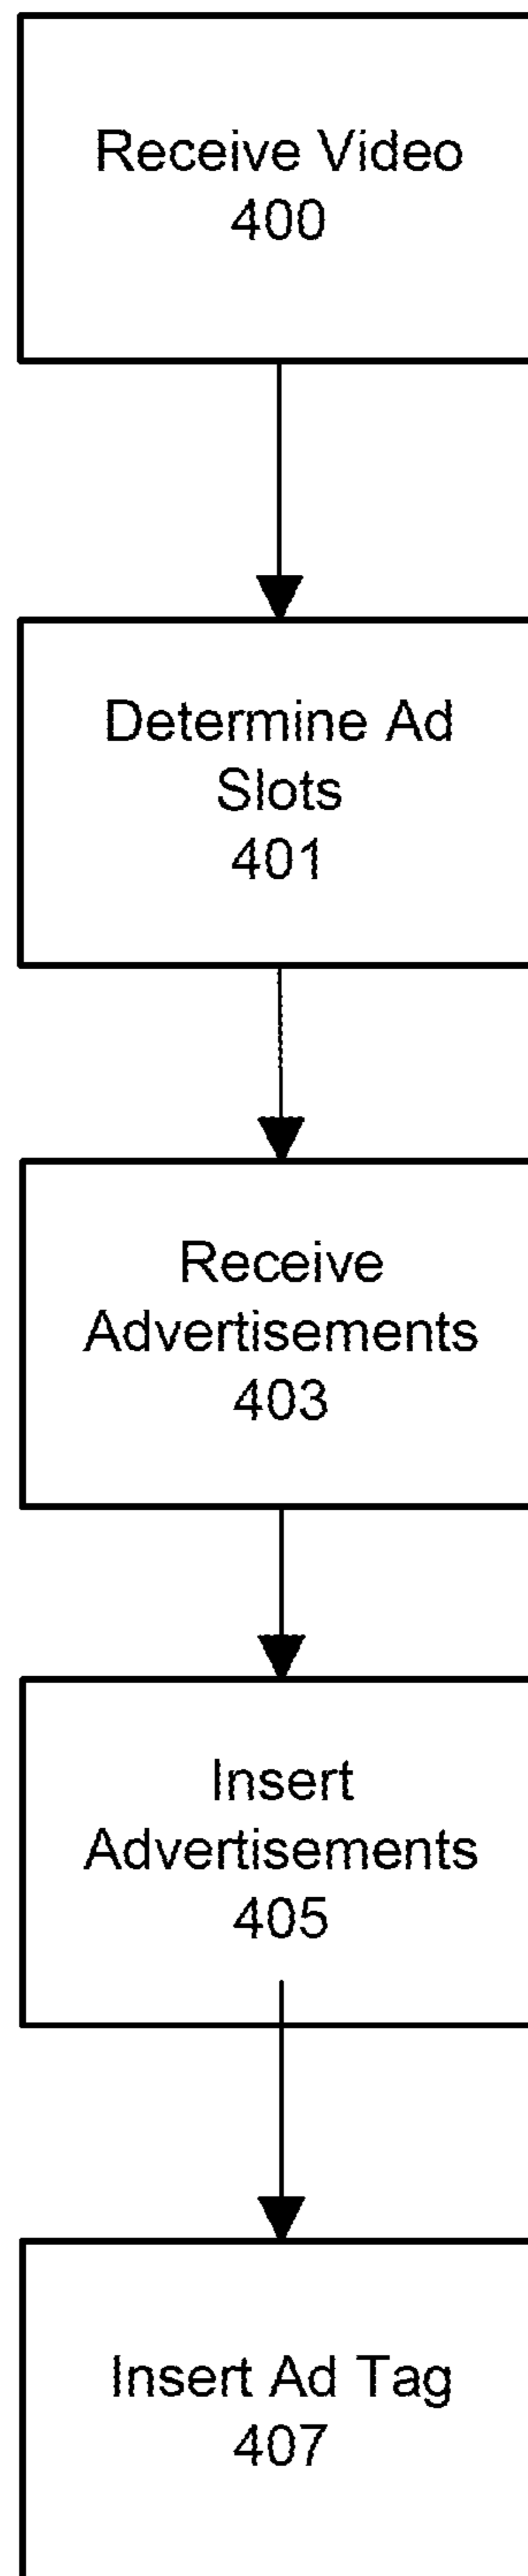 Receive Video
400
Determine Ad
Slots
401
Receive
Advertisements
403
Insert
Advertisements
405
Insert Ad Tag
407